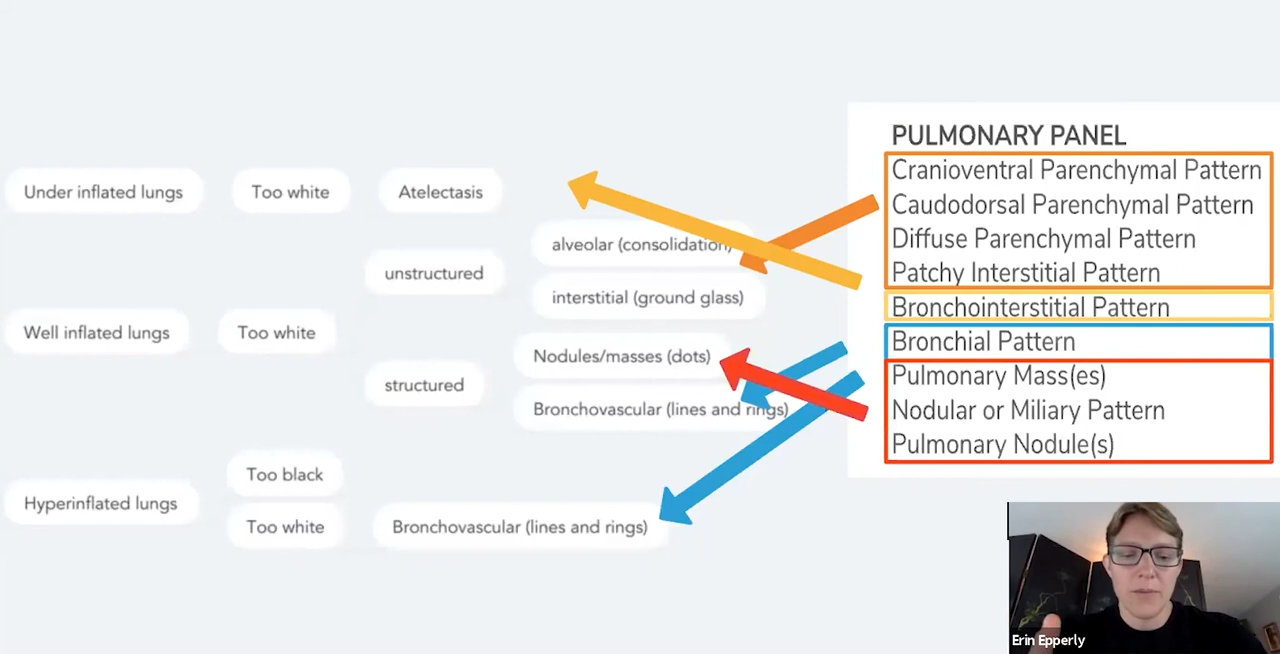 PULMONARY PANEL
Cranioventral Parenchymal Pattern
Caudodorsal Parenchymal Pattern
Diffuse Parenchymal Pattern
Patchy Interstitial Pattern
Bronchointerstitial Pattern
Bronchial Pattern
Pulmonary Mass(es)
Nodular or Miliary Pattern
Pulmonary Nodule(s)
Under inflated lungs
Too white
Atelectasis
Well inflated lungs
Too white
unstructured
alveolar (consolidation)
interstitial (ground glass)
structured
Nodules/masses (dots)
Bronchovascular (lines and rings)
Hyperinflated lungs
Too black
Too white
Bronchovascular (lines and rings)
Erin Epperly